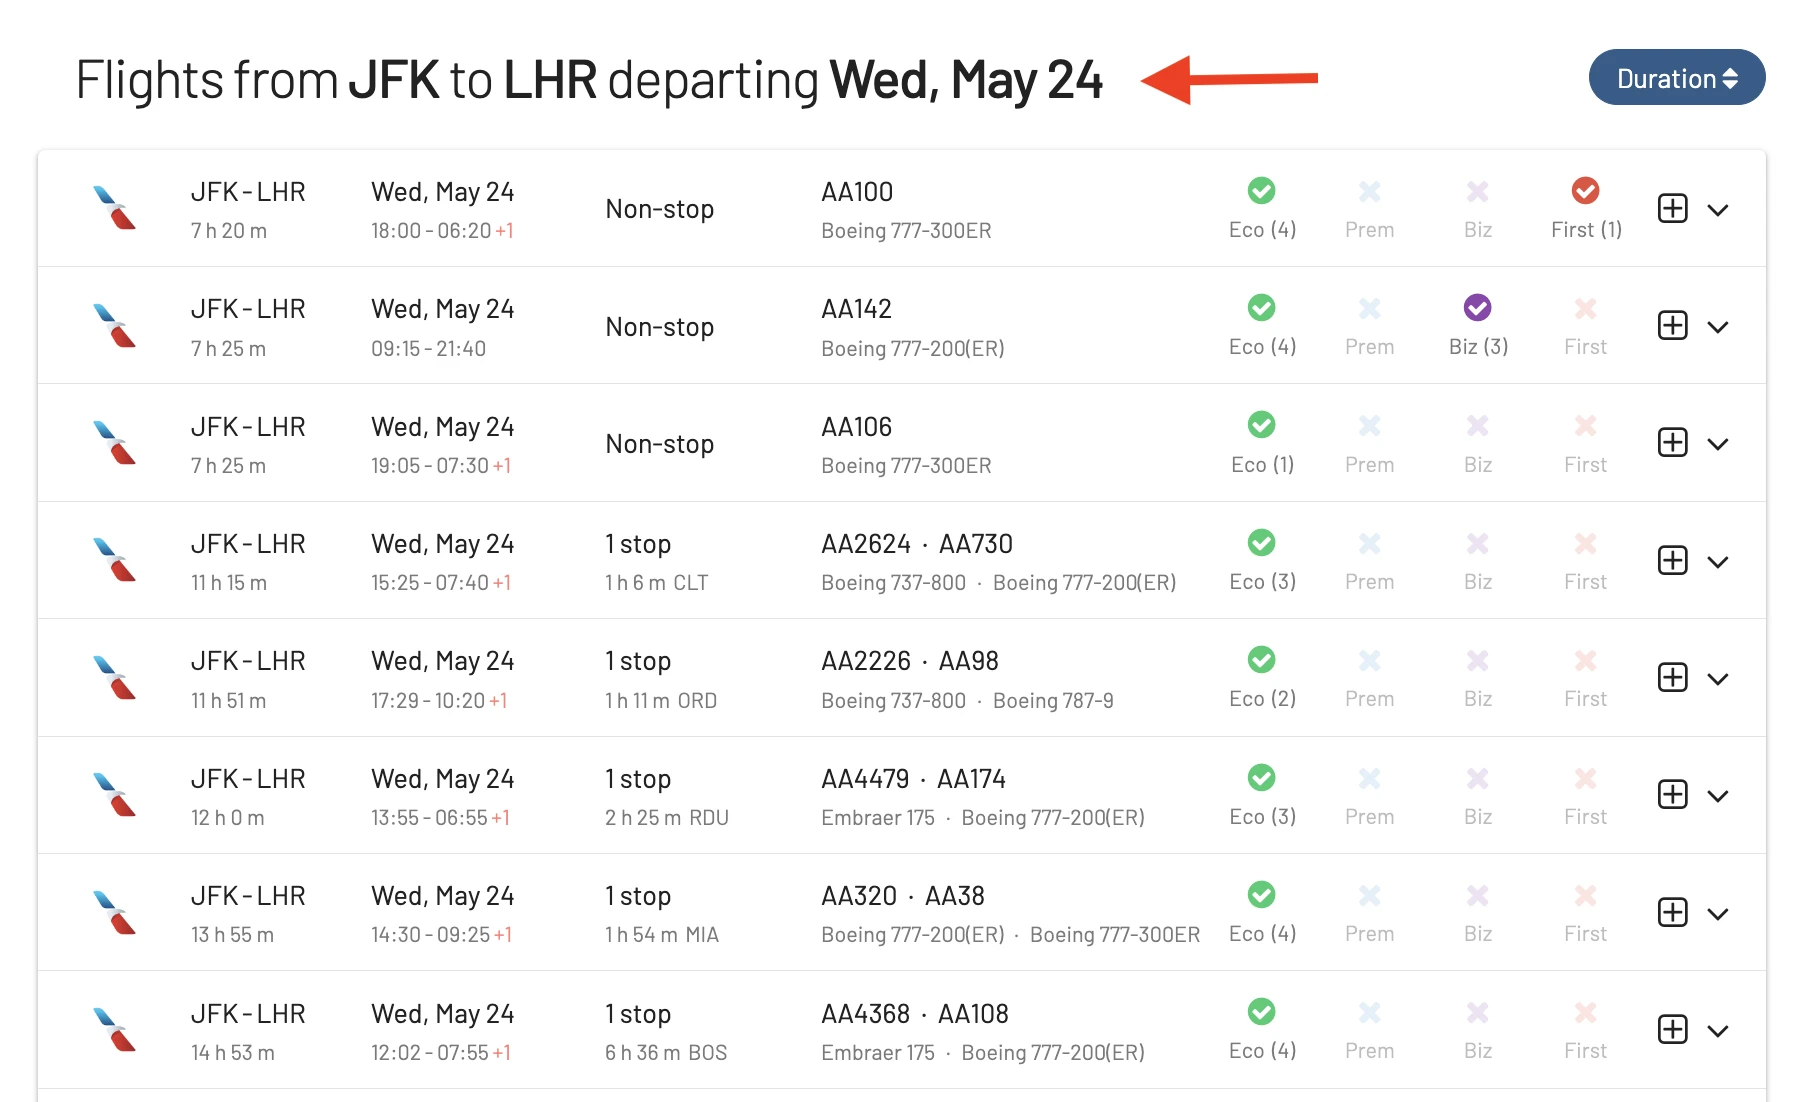 Flights from JFK to LHR departing Wed, May 24
Duration
JFK - LHR Wed, May 24 Non-stop AA100
7 h 20 m 18:00 - 06:20 +1 Boeing 777-300ER Eco (4) Prem Biz First (1)
JFK - LHR Wed, May 24 Non-stop AA142
7 h 25 m 09:15 - 21:40 Boeing 777-200(ER) Eco (4) Prem Biz (3) First
JFK - LHR Wed, May 24 Non-stop AA106
7 h 25 m 19:05 - 07:30 +1 Boeing 777-300ER Eco (1) Prem Biz First
JFK - LHR Wed, May 24 1 stop AA2624 · AA730
11 h 15 m 15:25 - 07:40 +1 1 h 6 m CLT Boeing 737-800 · Boeing 777-200(ER) Eco (3) Prem Biz First
JFK - LHR Wed, May 24 1 stop AA2226 · AA98
11 h 51 m 17:29 - 10:20 +1 1 h 11 m ORD Boeing 737-800 · Boeing 787-9 Eco (2) Prem Biz First
JFK - LHR Wed, May 24 1 stop AA4479 · AA174
12 h 0 m 13:55 - 06:55 +1 2 h 25 m RDU Embraer 175 · Boeing 777-200(ER) Eco (3) Prem Biz First
JFK - LHR Wed, May 24 1 stop AA320 · AA38
13 h 55 m 14:30 - 09:25 +1 1 h 54 m MIA Boeing 777-200(ER) · Boeing 777-300ER Eco (4) Prem Biz First
JFK - LHR Wed, May 24 1 stop AA4368 · AA108
14 h 53 m 12:02 - 07:55 +1 6 h 36 m BOS Embraer 175 · Boeing 777-200(ER) Eco (4) Prem Biz First